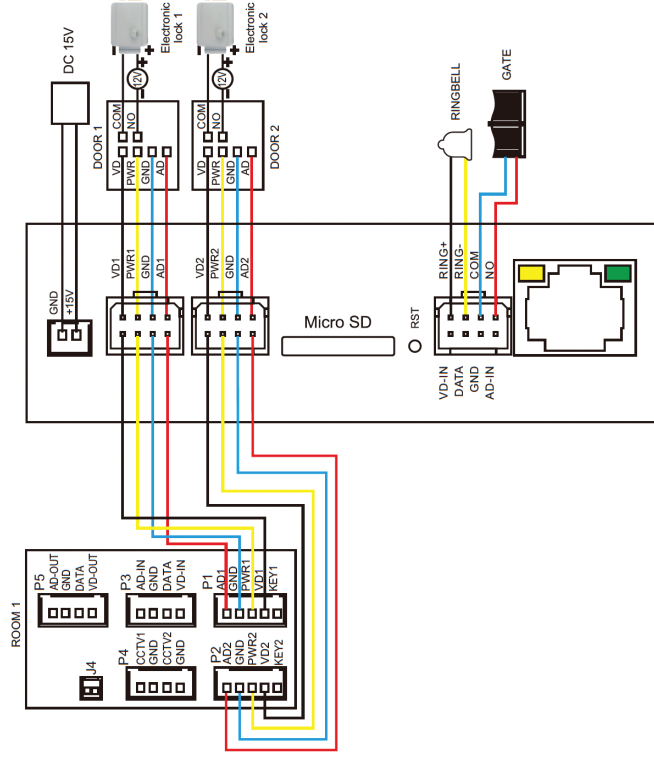 DC 15V
Electronic
lock 1
Electronic
lock 2
- +
12V
+
-
- +
12V
+
-
DOOR 1
COM
NO
VD
PWR
GND
AD
DOOR 2
COM
NO
VD
PWR
GND
AD
RINGBELL
GATE
GND
+15V
VD1
PWR1
GND
AD1
VD2
PWR2
GND
AD2
RING+
RING-
COM
NO
Micro SD
RST
VD-IN
DATA
GND
AD-IN
ROOM 1
P5
AD-OUT
GND
DATA
VD-OUT
P3
AD-IN
GND
DATA
VD-IN
P1
AD1
GND
PWR1
VD1
KEY1
J4
P4
CCTV1
GND
CCTV2
GND
P2
AD2
GND
PWR2
VD2
KEY2